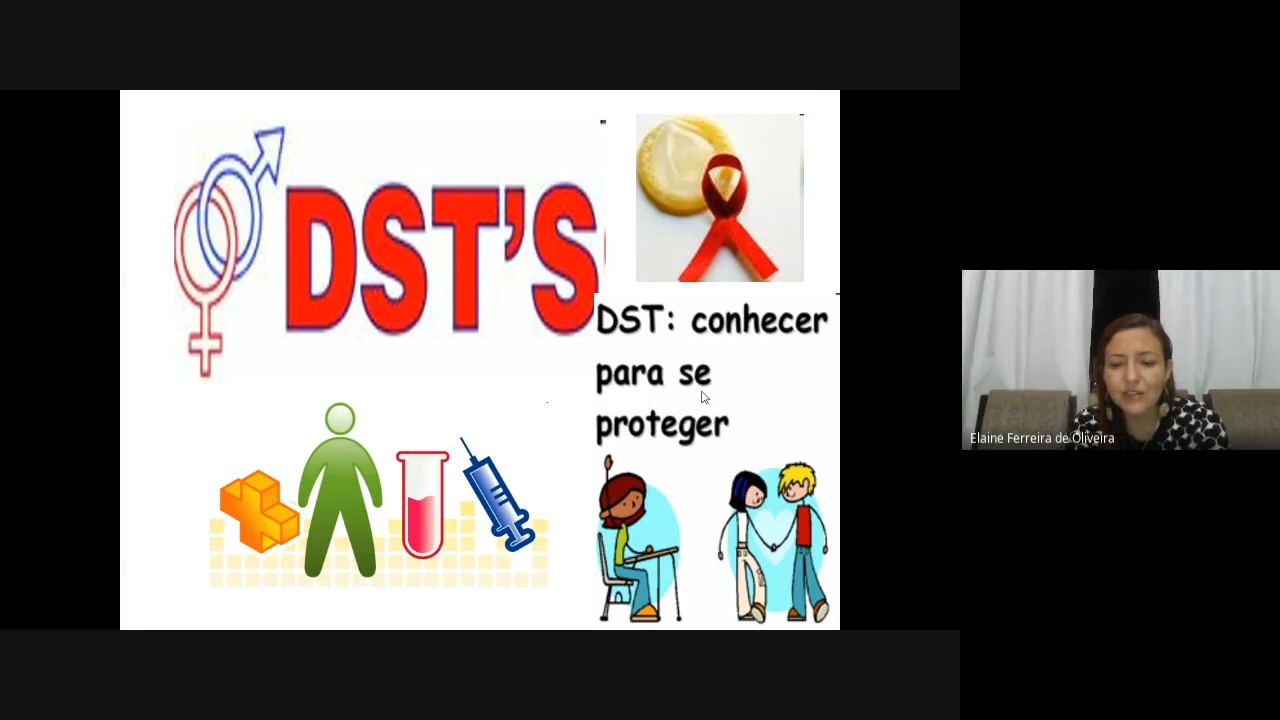 DST'S
DST: conhecer
para se
proteger
Elaine Ferreira de Oliveira